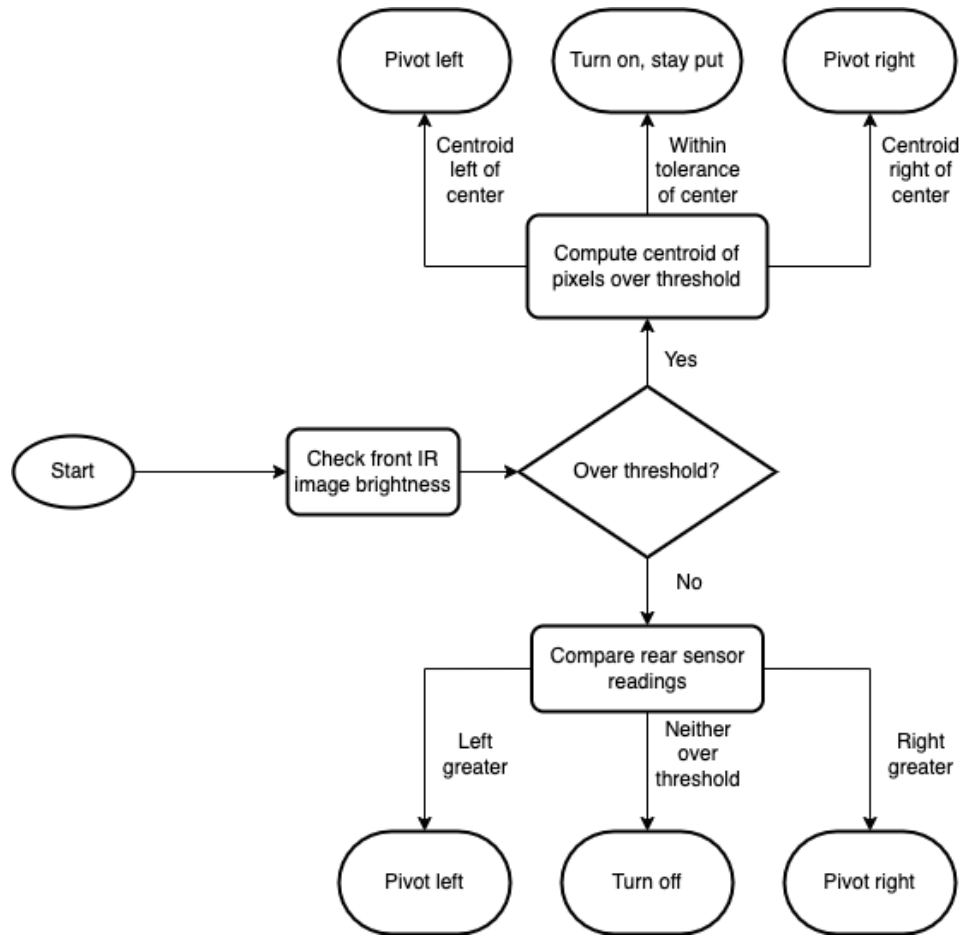 Pivot left
Turn on, stay put
Pivot right
Centroid
left of
center
Within
tolerance
of center
Centroid
right of
center
Compute centroid of
pixels over threshold
Yes
Start
Check front IR
image brightness
Over threshold?
No
Compare rear sensor
readings
Left
greater
Neither
over
threshold
Right
greater
Pivot left
Turn off
Pivot right